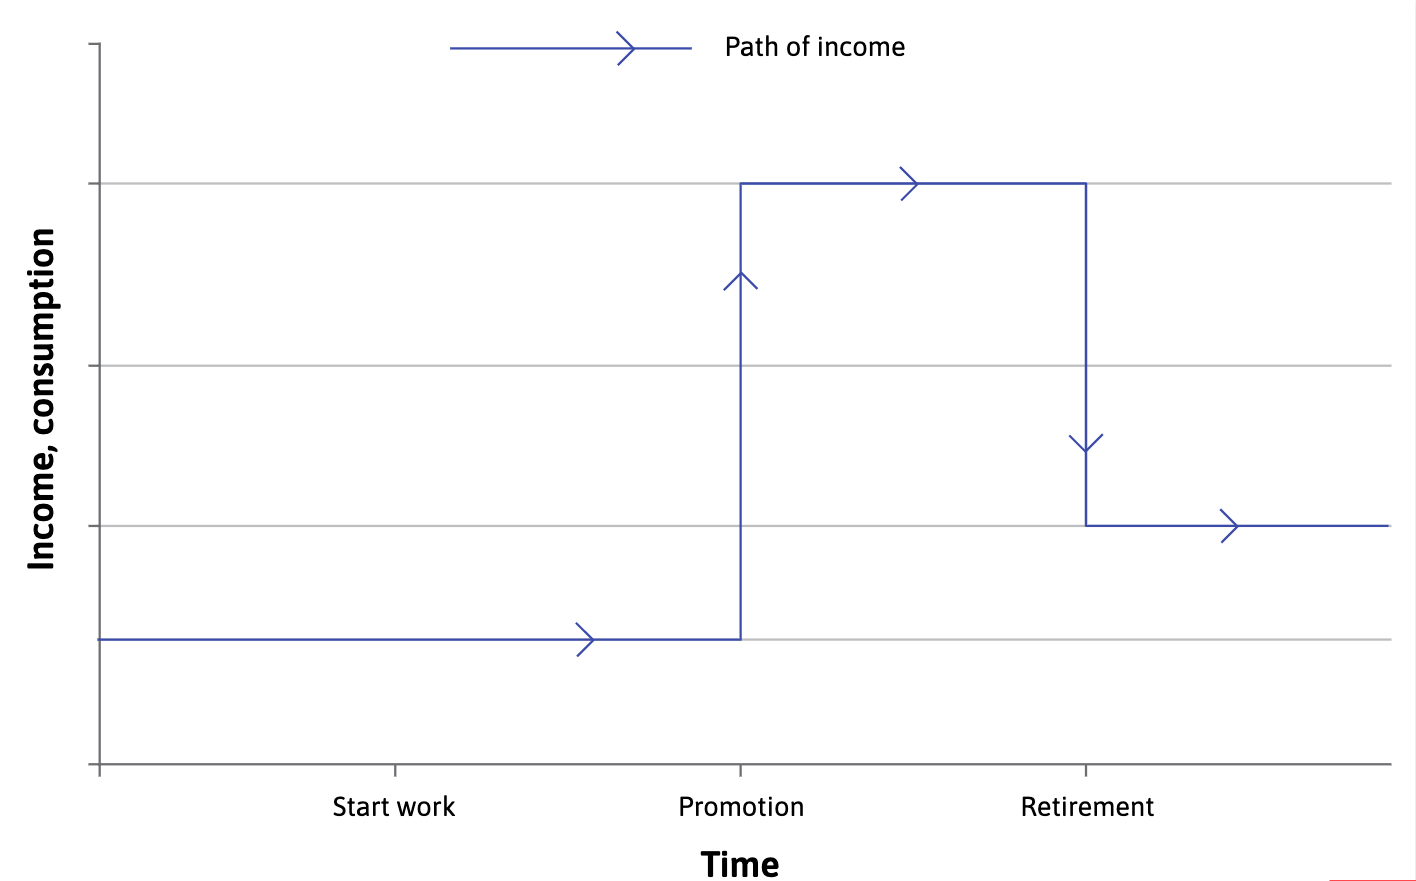 Path of income
Income, consumption
Start work
Promotion
Retirement
Time